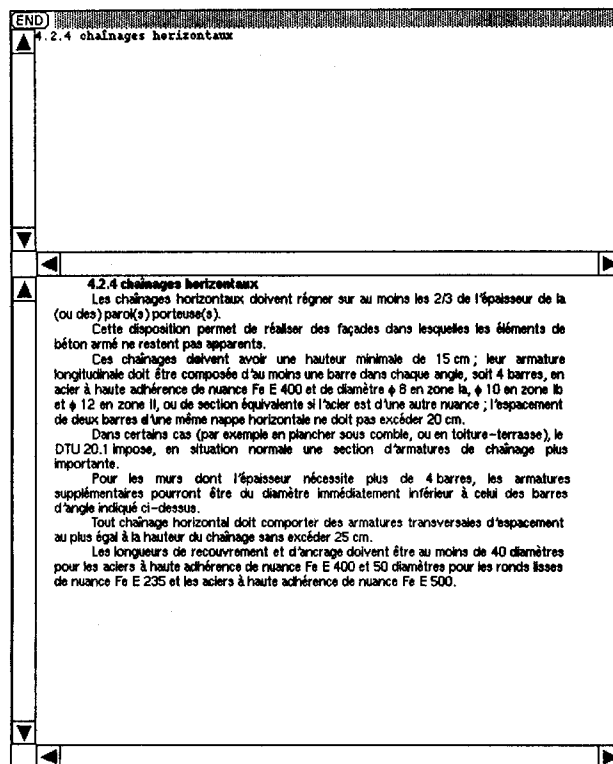 END
4.2.4 chaînages horizontaux
4.2.4 chaînages horizontaux
Les chaînages horizontaux doivent régner sur au moins les 2/3 de l'épaisseur de la
(ou des) paroi(s) porteuse(s).
Cette disposition permet de réaliser des façades dans lesquelles les éléments de
béton armé ne restent pas apparents.
Ces chaînages doivent avoir une hauteur minimale de 15 cm ; leur armature
longitudinale doit être composée d'au moins une barre dans chaque angle, soit 4 barres, en
acier à haute adhérence de nuance Fe E 400 et de diamètre ϕ 8 en zone Ia, ϕ 10 en zone Ib
et ϕ 12 en zone II, ou de section équivalente si l'acier est d'une autre nuance ; l'espacement
de deux barres d'une même nappe horizontale ne doit pas excéder 20 cm.
Dans certains cas (par exemple en plancher sous comble, ou en toiture-terrasse), le
DTU 20.1 impose, en situation normale une section d'armatures de chaînage plus
importante.
Pour les murs dont l'épaisseur nécessite plus de 4 barres, les armatures
supplémentaires pourront être du diamètre immédiatement inférieur à celui des barres
d'angle indiqué ci-dessus.
Tout chaînage horizontal doit comporter des armatures transversales d'espacement
au plus égal à la hauteur du chaînage sans excéder 25 cm.
Les longueurs de recouvrement et d'ancrage doivent être au moins de 40 diamètres
pour les aciers à haute adhérence de nuance Fe E 400 et 50 diamètres pour les ronds lisses
de nuance Fe E 235 et les aciers à haute adhérence de nuance Fe E 500.